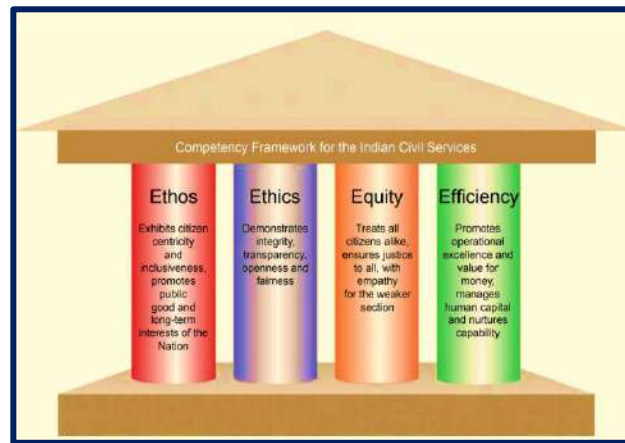 Competency Framework for the Indian Civil Services
Ethos
Exhibits citizen
centricity
and
inclusiveness,
promotes
public
good and
long-term
interests of the
Nation
Ethics
Demonstrates
integrity,
transparency,
openness and
fairness
Equity
Treats all
citizens alike,
ensures justice
to all, with
empathy
for the weaker
section
Efficiency
Promotes
operational
excellence and
value for
money,
manages
human capital
and nurtures
capability